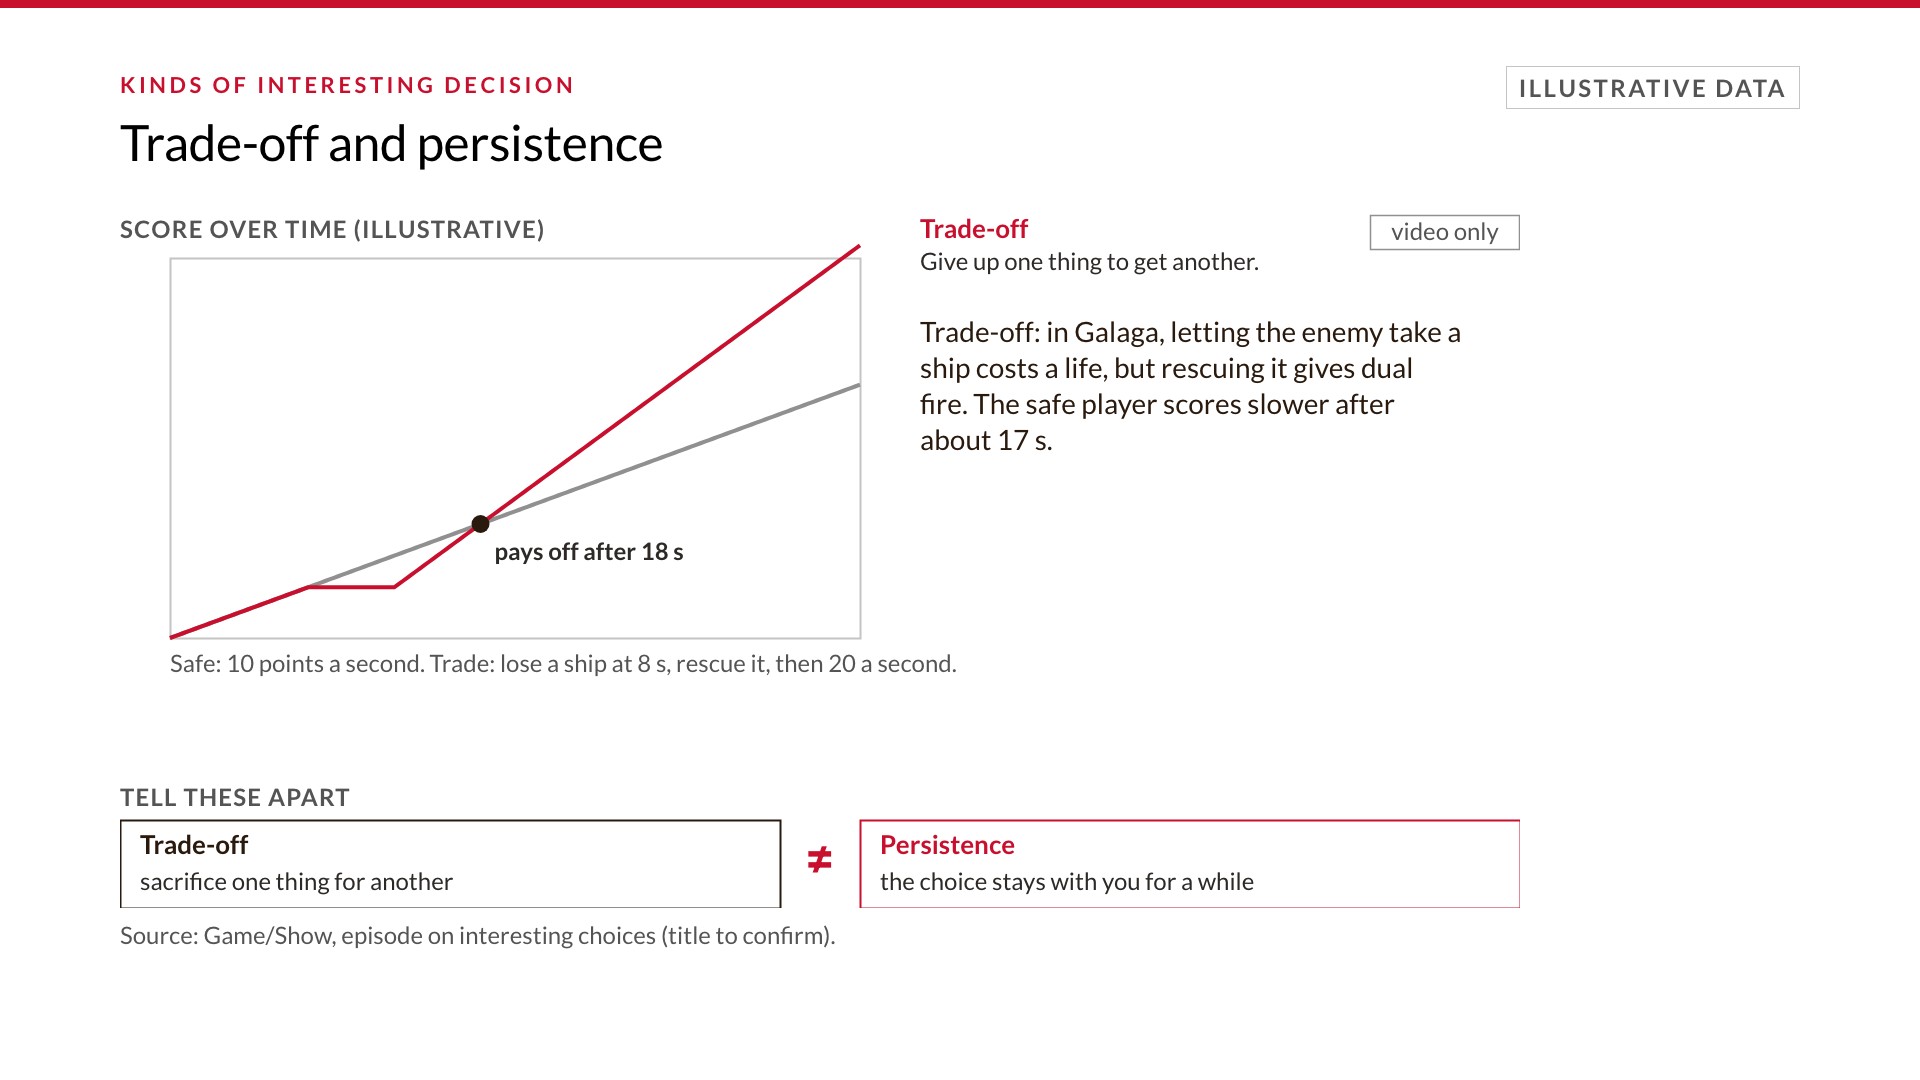 KINDS OF INTERESTING DECISION
ILLUSTRATIVE DATA
Trade-off and persistence
SCORE OVER TIME (ILLUSTRATIVE)
pays off after 18 s
Safe: 10 points a second. Trade: lose a ship at 8 s, rescue it, then 20 a second.
Trade-off
video only
Give up one thing to get another.
Trade-off: in Galaga, letting the enemy take a
ship costs a life, but rescuing it gives dual
fire. The safe player scores slower after
about 17 s.
TELL THESE APART
Trade-off
sacrifice one thing for another
≠
Persistence
the choice stays with you for a while
Source: Game/Show, episode on interesting choices (title to confirm).